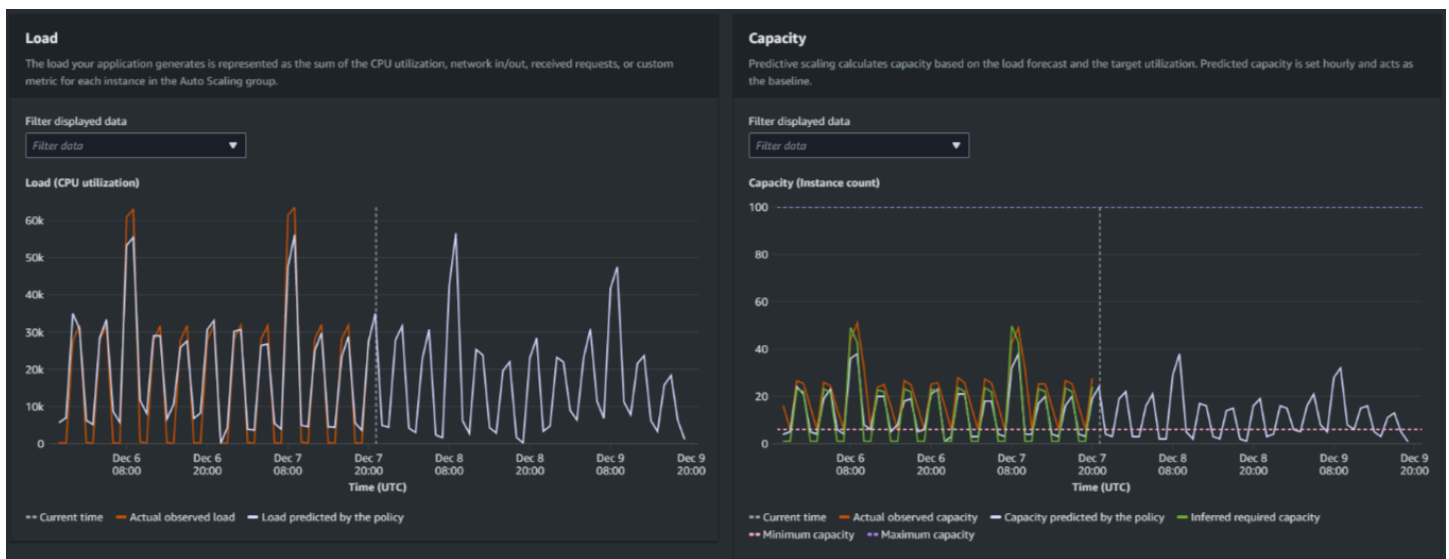 Load
The load your application generates is represented as the sum of the CPU utilization, network in/out, received requests, or custom
metric for each instance in the Auto Scaling group.
Filter displayed data
Filter data
Load (CPU utilization)
60k
50k
40k
30k
20k
10k
0
Dec 6 Dec 6 Dec 7 Dec 7 Dec 8 Dec 8 Dec 9 Dec 9
08:00 20:00 08:00 20:00 08:00 20:00 08:00 20:00
Time (UTC)
Current time Actual observed load Load predicted by the policy
Capacity
Predictive scaling calculates capacity based on the load forecast and the target utilization. Predicted capacity is set hourly and acts as
the baseline.
Filter displayed data
Filter data
Capacity (Instance count)
100
80
60
40
20
0
Dec 6 Dec 6 Dec 7 Dec 7 Dec 8 Dec 8 Dec 9 Dec 9
08:00 20:00 08:00 20:00 08:00 20:00 08:00 20:00
Time (UTC)
Current time Actual observed capacity Capacity predicted by the policy Inferred required capacity
Minimum capacity Maximum capacity